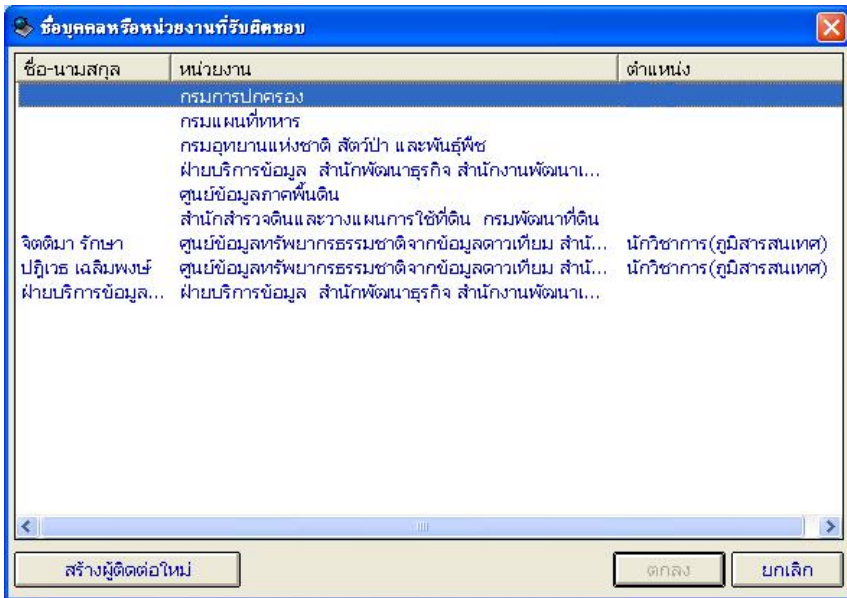 ชื่อบุคคลหรือหน่วยงานที่รับผิดชอบ
ชื่อ-นามสกุล หน่วยงาน ตำแหน่ง
กรมการปกครอง
กรมแผนที่ทหาร
กรมอุทยานแห่งชาติ สัตว์ป่า และพันธุ์พืช
ฝ่ายบริการข้อมูล สำนักพัฒนาธุรกิจ สำนักงานพัฒนาเ...
ศูนย์ข้อมูลภาคพื้นดิน
สำนักสำรวจดินและวางแผนการใช้ที่ดิน กรมพัฒนาที่ดิน
จิตติมา รักษา ศูนย์ข้อมูลทรัพยากรธรรมชาติจากข้อมูลดาวเทียม สำนั... นักวิชาการ(ภูมิสารสนเทศ)
ปฎิเวธ เฉลิมพงษ์ ศูนย์ข้อมูลทรัพยากรธรรมชาติจากข้อมูลดาวเทียม สำนั... นักวิชาการ(ภูมิสารสนเทศ)
ฝ่ายบริการข้อมูล... ฝ่ายบริการข้อมูล สำนักพัฒนาธุรกิจ สำนักงานพัฒนาเ...
สร้างผู้ติดต่อใหม่ ตกลง ยกเลิก